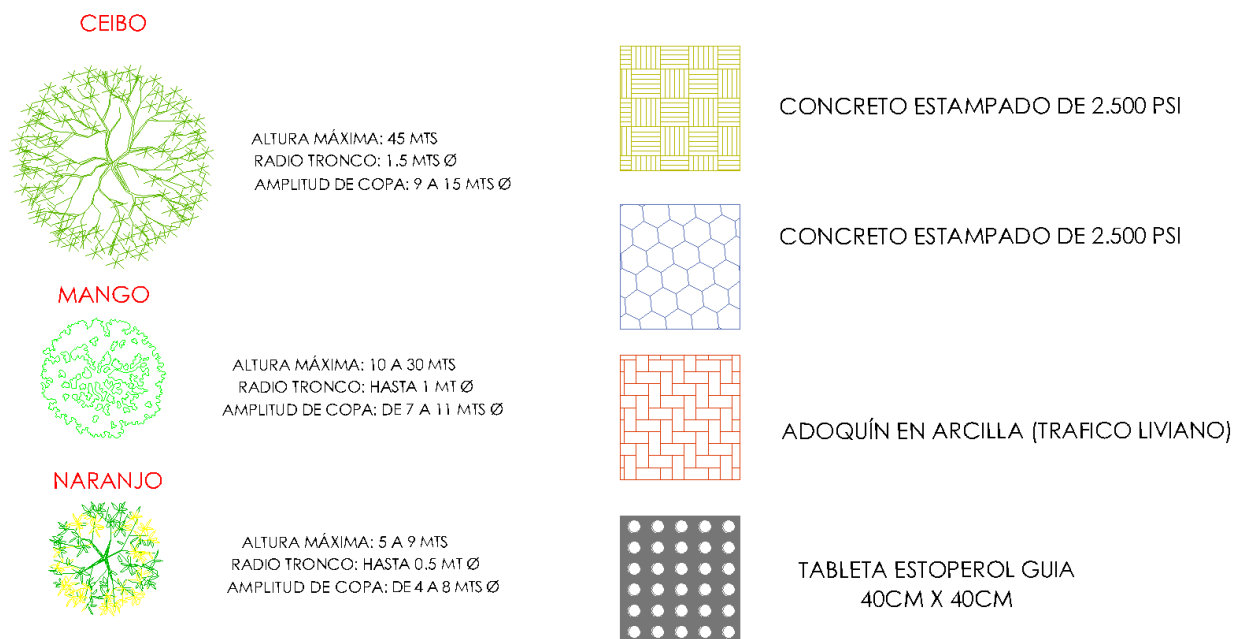 CEIBO
ALTURA MÁXIMA: 45 MTS
RADIO TRONCO: 1.5 MTS Ø
AMPLITUD DE COPA: 9 A 15 MTS Ø
MANGO
ALTURA MÁXIMA: 10 A 30 MTS
RADIO TRONCO: HASTA 1 MT Ø
AMPLITUD DE COPA: DE 7 A 11 MTS Ø
NARANJO
ALTURA MÁXIMA: 5 A 9 MTS
RADIO TRONCO: HASTA 0.5 MT Ø
AMPLITUD DE COPA: DE 4 A 8 MTS Ø
CONCRETO ESTAMPADO DE 2.500 PSI
CONCRETO ESTAMPADO DE 2.500 PSI
ADOQUÍN EN ARCILLA (TRAFICO LIVIANO)
TABLETA ESTOPEROL GUIA
40CM X 40CM